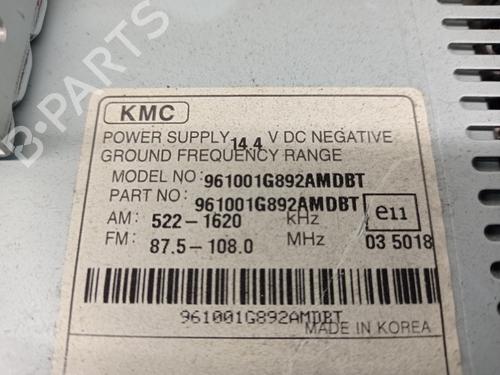 KMC
POWER SUPPLY 14.4 V DC NEGATIVE
GROUND FREQUENCY RANGE
MODEL NO: 961001G892AMDBT
PART NO: 961001G892AMDBT
AM: 522-1620 kHz
FM: 87.5-108.0 MHz
e11
03 5018
961001G892AMDBT
MADE IN KOREA